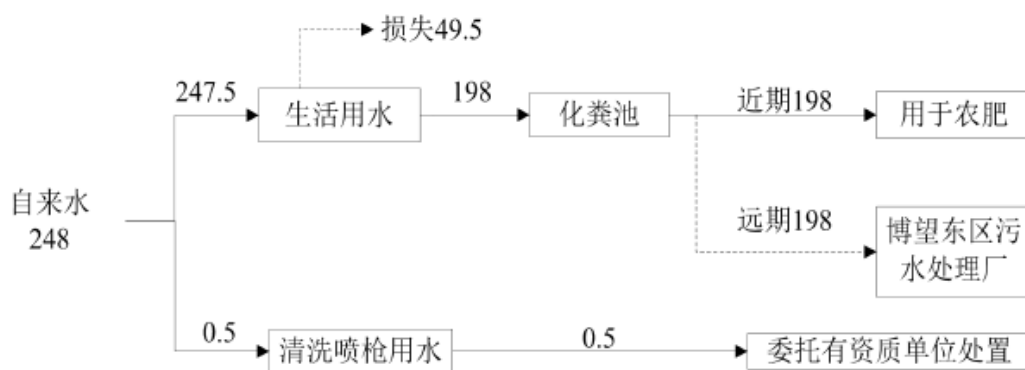 损失49.5
247.5
生活用水
198
化粪池
近期198
用于农肥
自来水
248
远期198
博望东区污
水处理厂
0.5
清洗喷枪用水
0.5
委托有资质单位处置